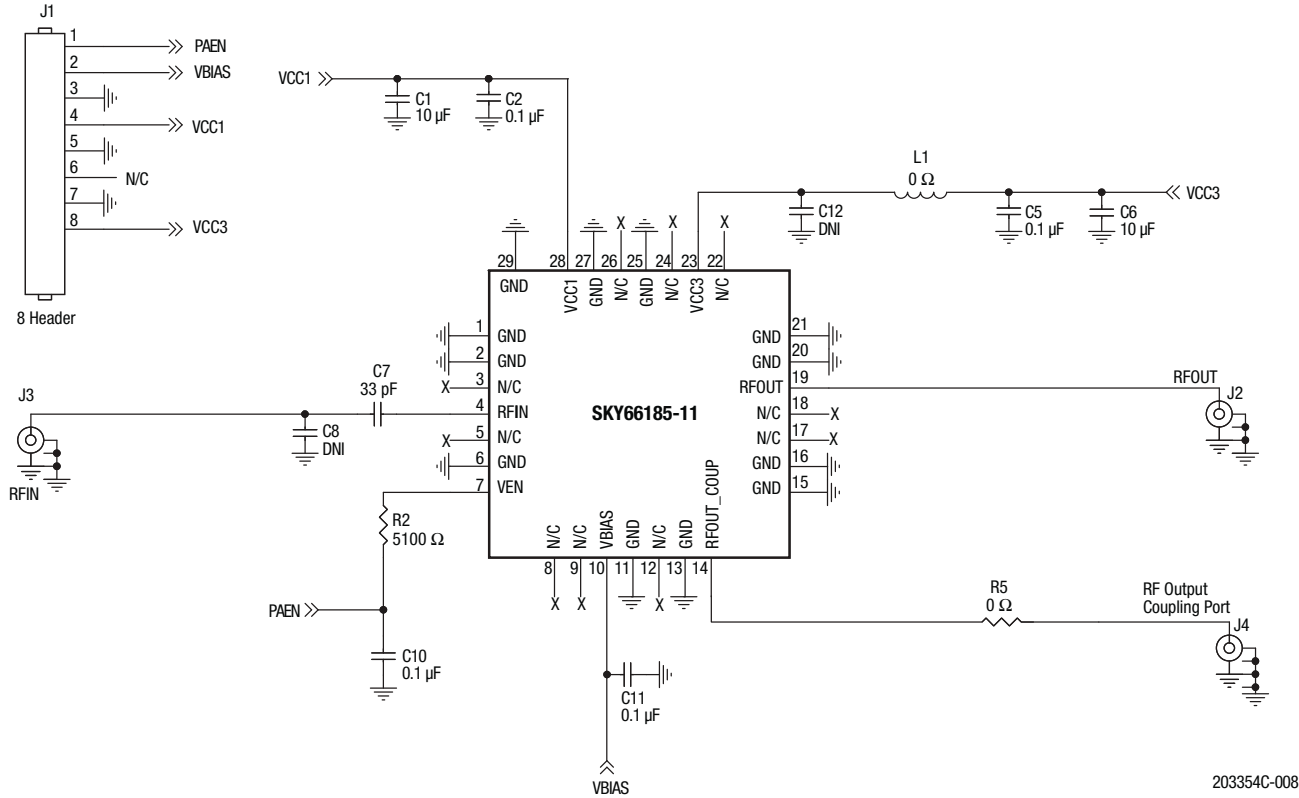 J1
1
PAEN
2
VBIAS
3
4
VCC1
5
6
N/C
7
8
VCC3
8 Header
VCC1
C1
10 µF
C2
0.1 µF
L1
0 Ω
C12
DNI
C5
0.1 µF
C6
10 µF
VCC3
X
X
X
29
28
27
26
25
24
23
22
GND
VCC1
GND
N/C
GND
N/C
VCC3
N/C
1
GND
2
GND
X
3
N/C
4
RFIN
X
5
N/C
6
GND
7
VEN
SKY66185-11
GND
21
GND
20
RFOUT
19
N/C
18
X
N/C
17
X
GND
16
GND
15
N/C
N/C
VBIAS
GND
N/C
GND
RFOUT_COUP
8
9
10
11
12
13
14
X
X
X
J3
RFIN
C8
DNI
C7
33 pF
R2
5100 Ω
PAEN
C10
0.1 µF
C11
0.1 µF
VBIAS
RFOUT
J2
R5
0 Ω
RF Output
Coupling Port
J4
203354C-008